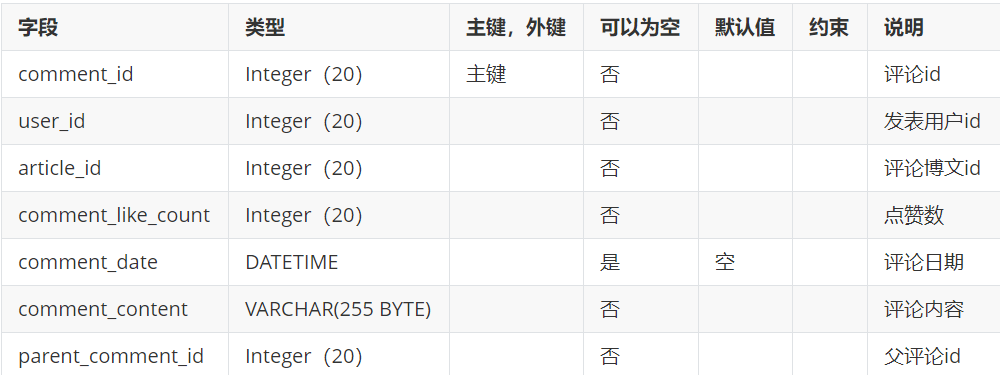 字段 类型 主键，外键 可以为空 默认值 约束 说明
comment_id Integer（20） 主键 否 评论id
user_id Integer（20） 否 发表用户id
article_id Integer（20） 否 评论博文id
comment_like_count Integer（20） 否 点赞数
comment_date DATETIME 是 空 评论日期
comment_content VARCHAR(255 BYTE) 否 评论内容
parent_comment_id Integer（20） 否 父评论id